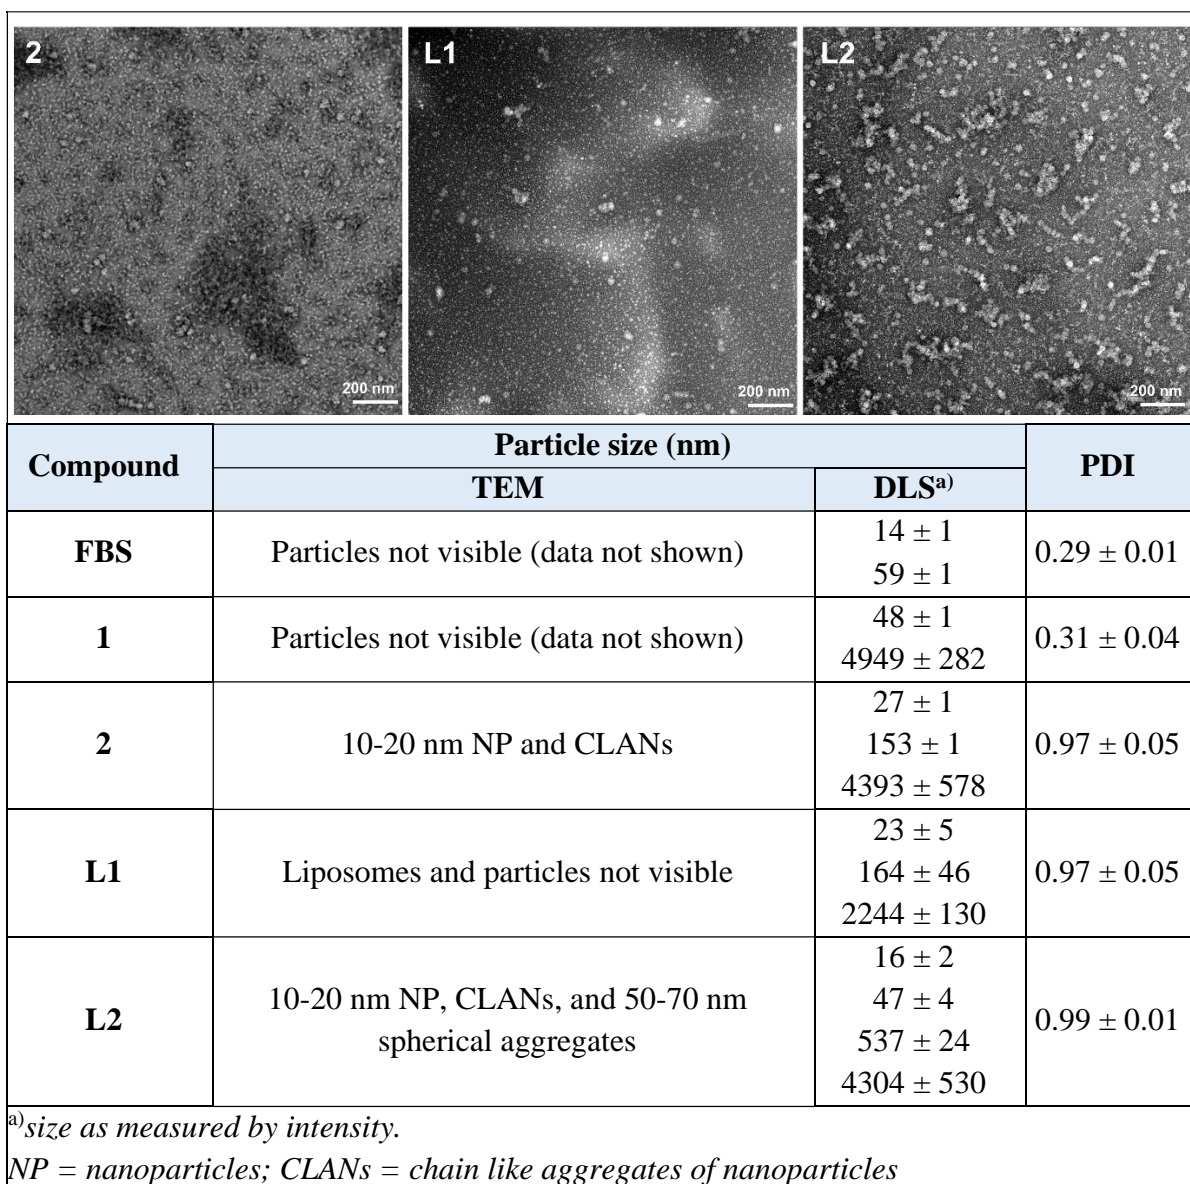 2 L1 L2
200 nm 200 nm 200 nm
Compound Particle size (nm) PDI
TEM DLSa)
FBS Particles not visible (data not shown) 14 ± 1 0.29 ± 0.01
59 ± 1
1 Particles not visible (data not shown) 48 ± 1 0.31 ± 0.04
4949 ± 282
2 10-20 nm NP and CLANs 27 ± 1 0.97 ± 0.05
153 ± 1
4393 ± 578
L1 Liposomes and particles not visible 23 ± 5 0.97 ± 0.05
164 ± 46
2244 ± 130
L2 10-20 nm NP, CLANs, and 50-70 nm 16 ± 2 0.99 ± 0.01
spherical aggregates 47 ± 4
537 ± 24
4304 ± 530
a)size as measured by intensity.
NP = nanoparticles; CLANs = chain like aggregates of nanoparticles